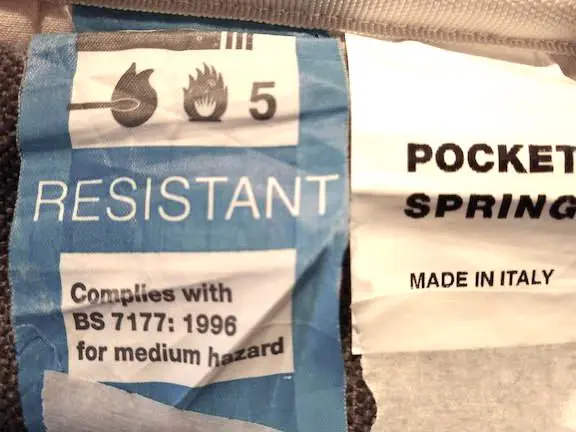 5
RESISTANT
Complies with
BS 7177: 1996
for medium hazard
POCKET
SPRING
MADE IN ITALY